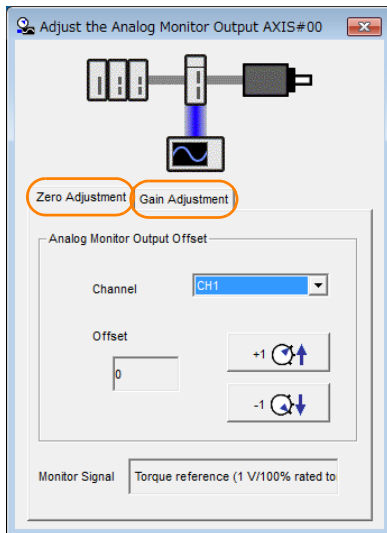 Adjust the Analog Monitor Output AXIS#00
Zero Adjustment
Gain Adjustment
Analog Monitor Output Offset
Channel
CH1
Offset
0
+1
-1
Monitor Signal
Torque reference (1 V/100% rated to